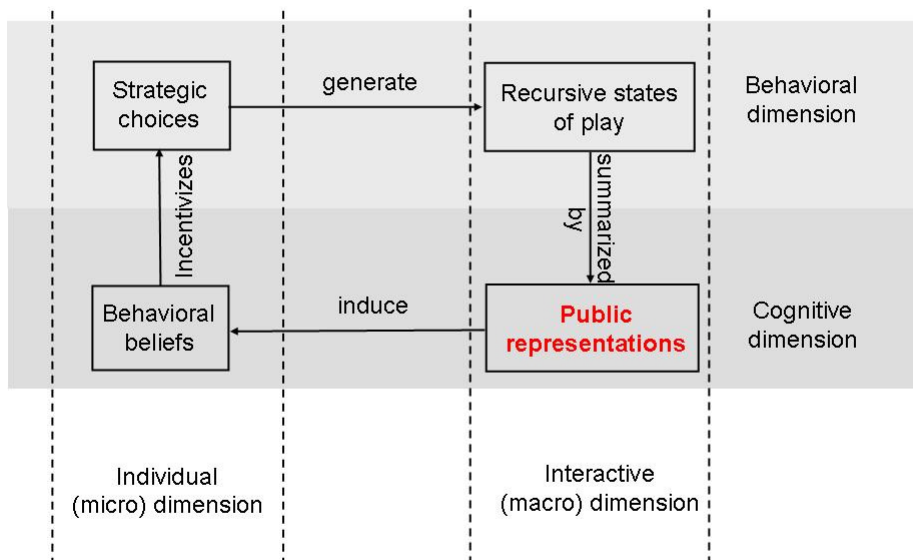 Strategic
choices
generate
Recursive states
of play
Behavioral
dimension
Incentivizes
summarized
by
Behavioral
beliefs
induce
Public
representations
Cognitive
dimension
Individual
(micro) dimension
Interactive
(macro) dimension